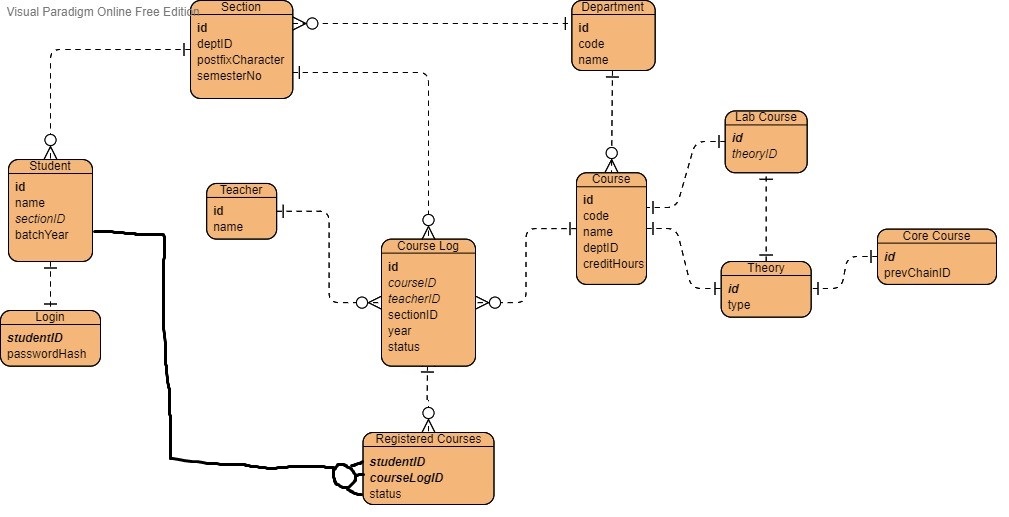 Visual Paradigm Online Free Edition
Section
id
deptID
postfixCharacter
semesterNo
Department
id
code
name
Lab Course
id
theoryID
Student
id
name
sectionID
batchYear
Teacher
id
name
Course
id
code
name
deptID
creditHours
Core Course
id
prevChainID
Course Log
id
courseID
teacherID
sectionID
year
status
Theory
id
type
Login
studentID
passwordHash
Registered Courses
studentID
courseLogID
status